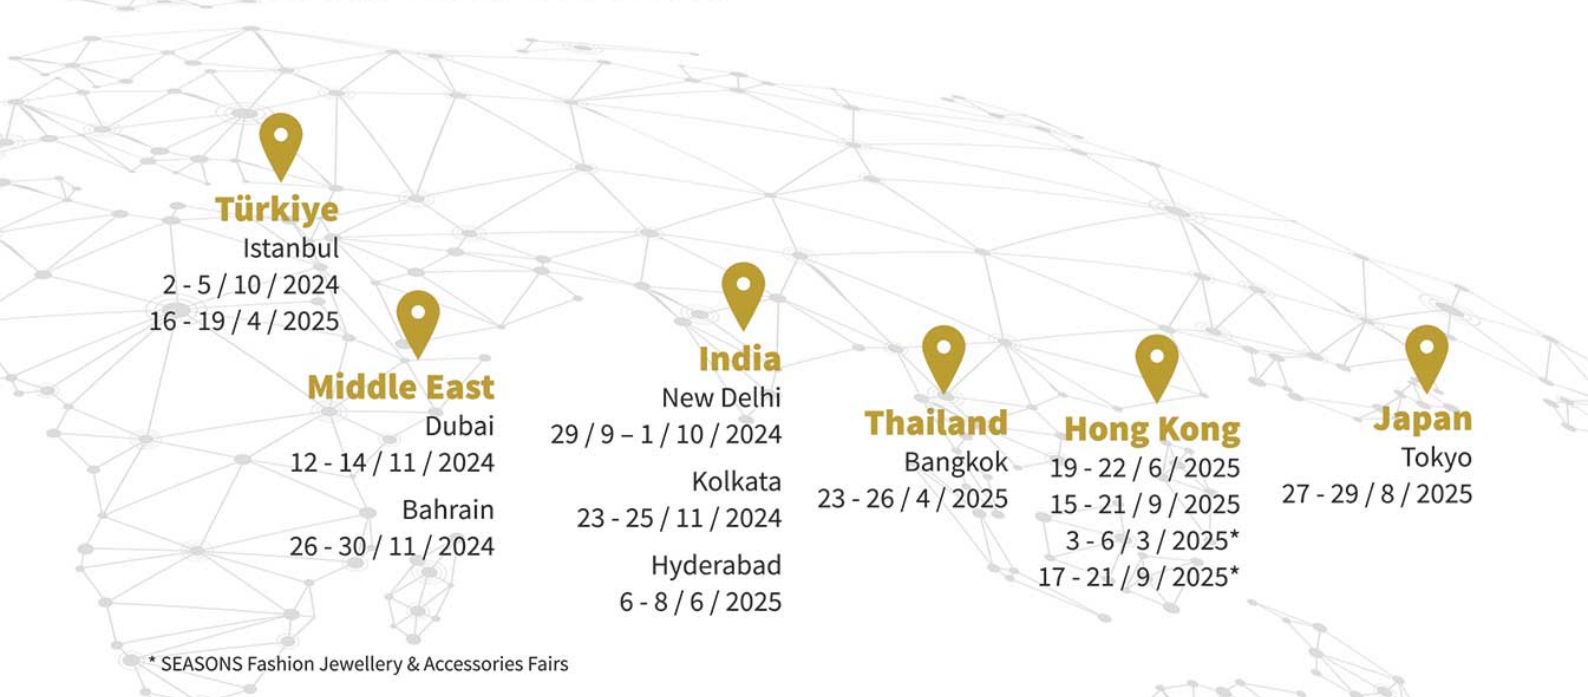 Türkiye
Istanbul
2 - 5 / 10 / 2024
16 - 19 / 4 / 2025
Middle East
Dubai
12 - 14 / 11 / 2024
Bahrain
26 - 30 / 11 / 2024
India
New Delhi
29 / 9 – 1 / 10 / 2024
Kolkata
23 - 25 / 11 / 2024
Hyderabad
6 - 8 / 6 / 2025
Thailand
Bangkok
23 - 26 / 4 / 2025
Hong Kong
19 - 22 / 6 / 2025
15 - 21 / 9 / 2025
3 - 6 / 3 / 2025*
17 - 21 / 9 / 2025*
Japan
Tokyo
27 - 29 / 8 / 2025
* SEASONS Fashion Jewellery & Accessories Fairs